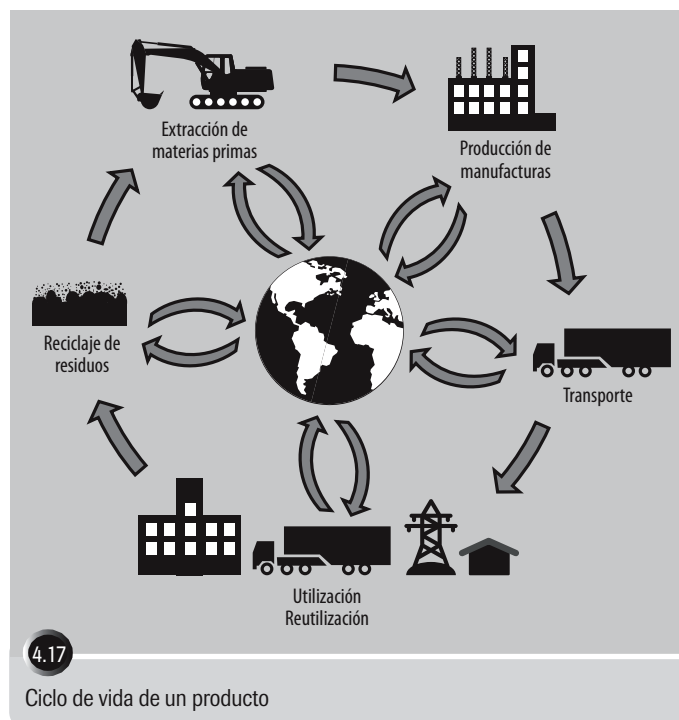 Extracción de
materias primas
Producción de
manufacturas
Reciclaje de
residuos
Transporte
Utilización
Reutilización
4.17
Ciclo de vida de un producto